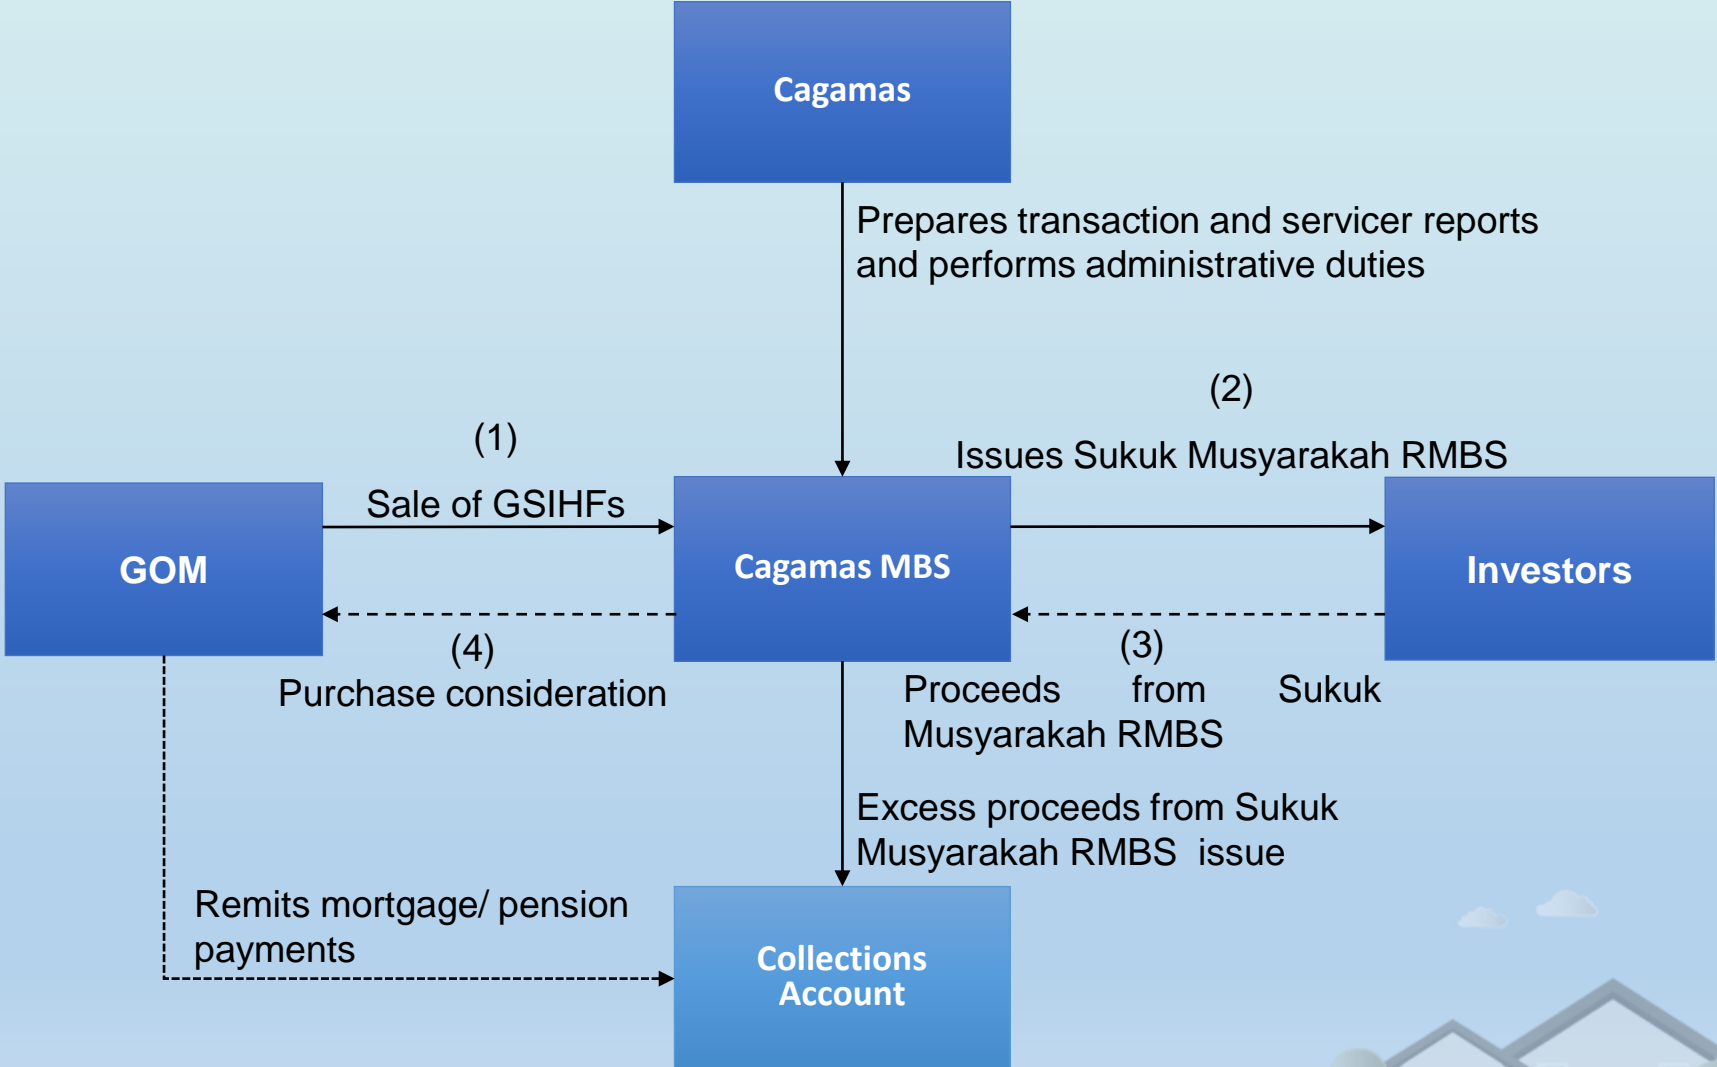 Cagamas
Prepares transaction and servicer reports
and performs administrative duties
(2)
(1)
Issues Sukuk Musyarakah RMBS
Sale of GSIHFs
GOM
Cagamas MBS
Investors
(4)
Purchase consideration
(3)
Proceeds from Sukuk
Musyarakah RMBS
Excess proceeds from Sukuk
Musyarakah RMBS issue
Remits mortgage/ pension
payments
Collections
Account